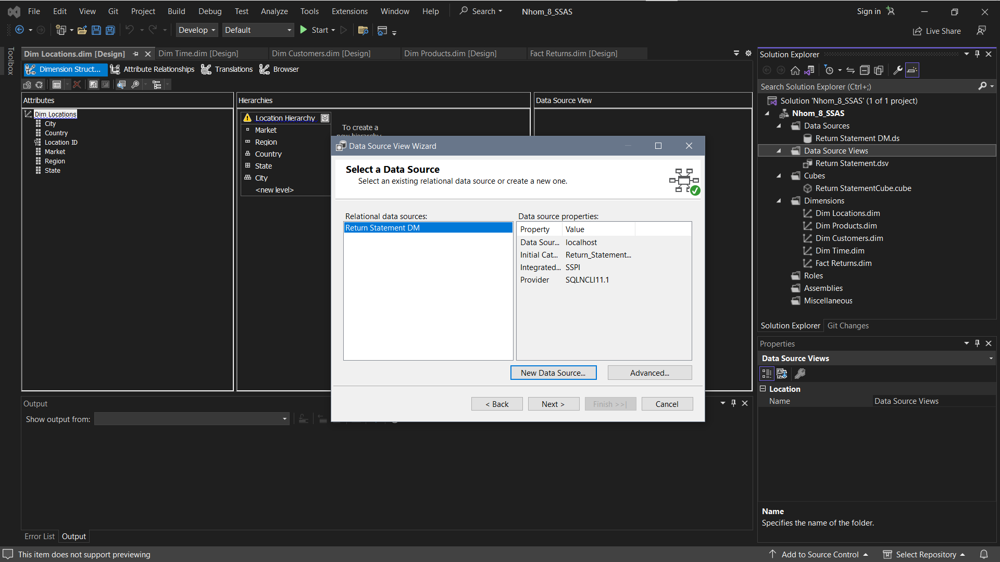 File Edit View Git Project Build Debug Test Analyze Tools Extensions Window Help Search Nhom_8_SSAS Sign in
Develop Default Start Live Share
Toolbox
Dim Locations.dim [Design] Dim Time.dim [Design] Dim Customers.dim [Design] Dim Products.dim [Design] Fact Returns.dim [Design]
Dimension Struct... Attribute Relationships Translations Browser
Attributes
Dim Locations
City
Country
Location ID
Market
Region
State
Hierarchies
Location Hierarchy
Market
Region
Country
State
City
<new level>
To create a
new hierarchy
Data Source View
Data Source View Wizard
Select a Data Source
Select an existing relational data source or create a new one.
Relational data sources:
Return Statement DM
Data source properties:
Property Value
Data Sour... localhost
Initial Cat... Return_Statement...
Integrated... SSPI
Provider SQLNCLI11.1
New Data Source... Advanced...
< Back Next > Finish >>| Cancel
Output
Show output from:
Error List Output
Solution Explorer
Search Solution Explorer (Ctrl+;)
Solution 'Nhom_8_SSAS' (1 of 1 project)
Nhom_8_SSAS
Data Sources
Return Statement DM.ds
Data Source Views
Return Statement.dsv
Cubes
Return StatementCube.cube
Dimensions
Dim Locations.dim
Dim Products.dim
Dim Customers.dim
Dim Time.dim
Fact Returns.dim
Roles
Assemblies
Miscellaneous
Solution Explorer Git Changes
Properties
Data Source Views
Location
Name Data Source Views
Name
Specifies the name of the folder.
This item does not support previewing Add to Source Control Select Repository